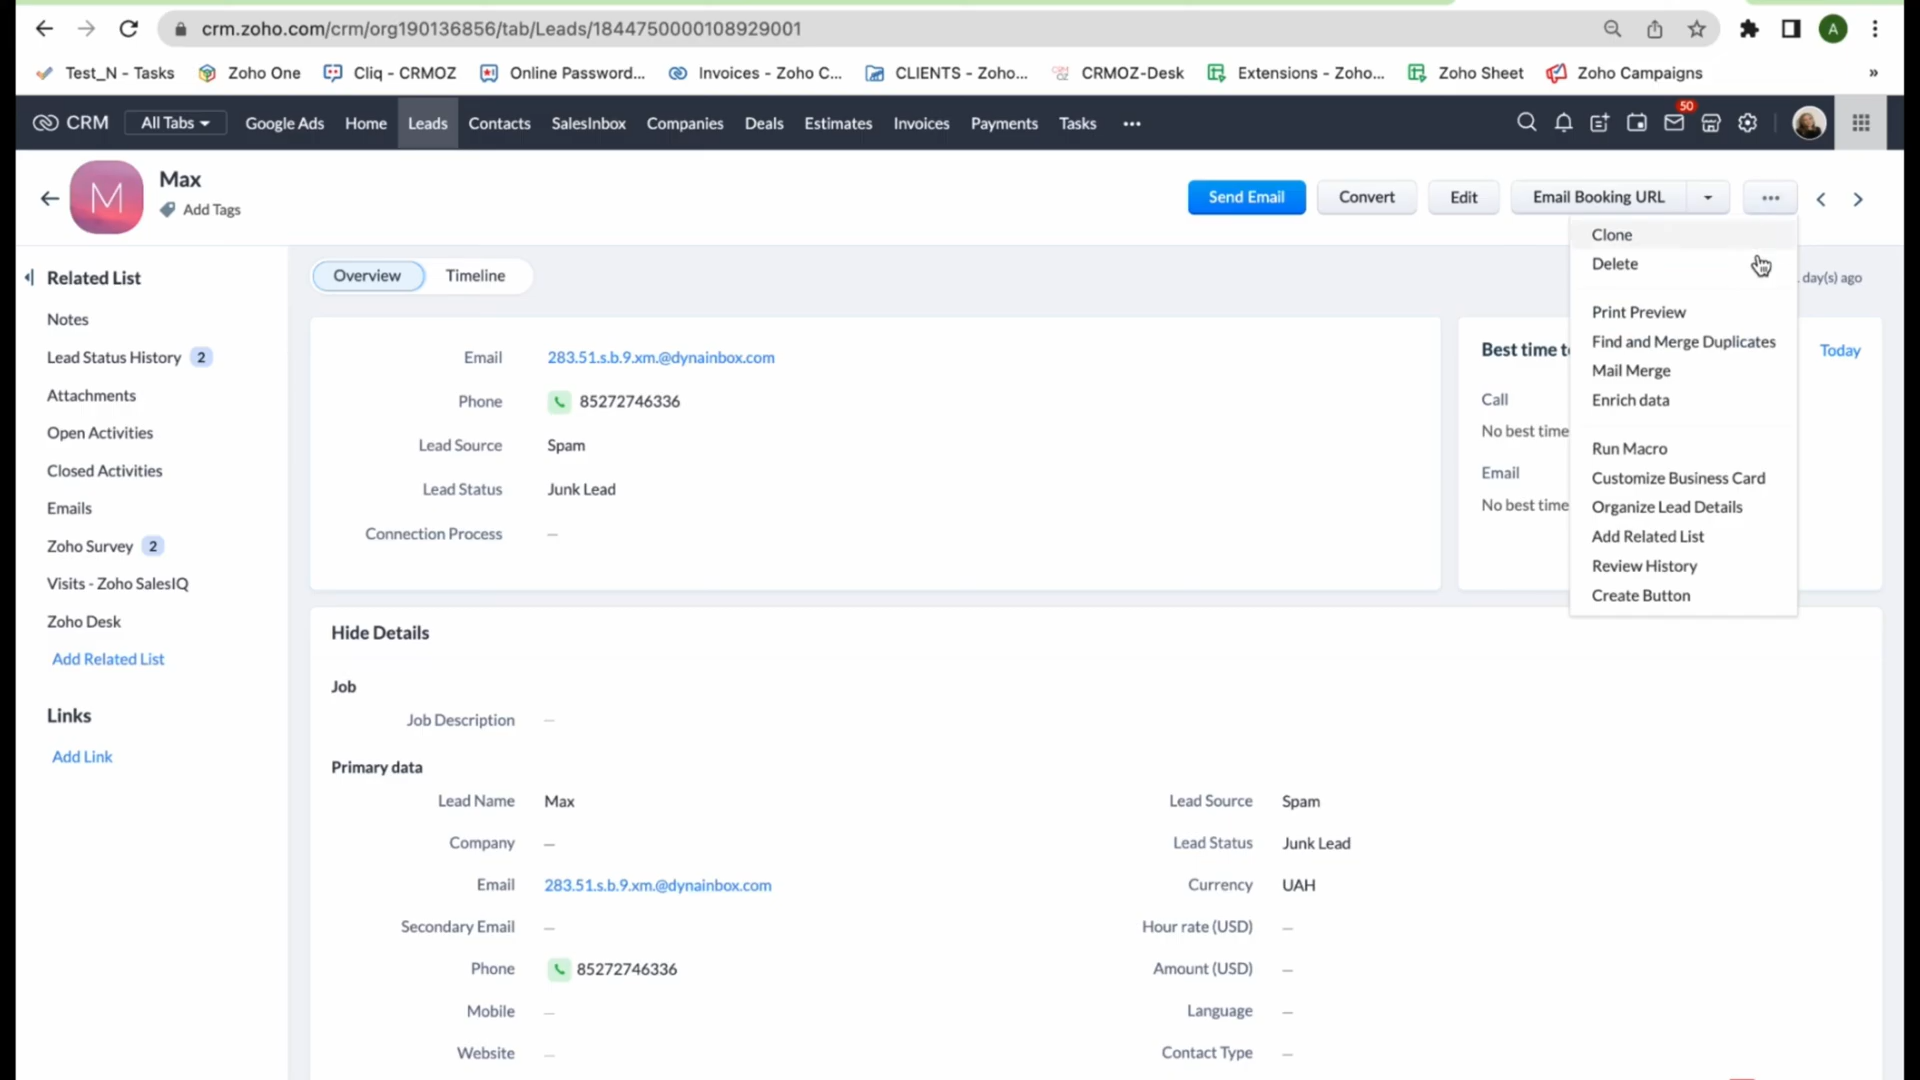 crm.zoho.com/crm/org190136856/tab/Leads/1844750000108929001
A
Test_N - Tasks
Zoho One
Cliq - CRMOZ
Online Password...
Invoices - Zoho C...
CLIENTS - Zoho...
CRMOZ-Desk
Extensions - Zoho...
Zoho Sheet
Zoho Campaigns
»
CRM
All Tabs
Google Ads
Home
Leads
Contacts
SalesInbox
Companies
Deals
Estimates
Invoices
Payments
Tasks
50
M
Max
Add Tags
Send Email
Convert
Edit
Email Booking URL
Clone
Delete
Print Preview
Find and Merge Duplicates
Mail Merge
Enrich data
Run Macro
Customize Business Card
Organize Lead Details
Add Related List
Review History
Create Button
Related List
Notes
Lead Status History 2
Attachments
Open Activities
Closed Activities
Emails
Zoho Survey 2
Visits - Zoho SalesIQ
Zoho Desk
Add Related List
Links
Add Link
Overview
Timeline
day(s) ago
Email 283.51.s.b.9.xm.@dynainbox.com
Phone 85272746336
Lead Source Spam
Lead Status Junk Lead
Connection Process —
Best time t
Today
Call
No best time
Email
No best time
Hide Details
Job
Job Description —
Primary data
Lead Name Max
Lead Source Spam
Company —
Lead Status Junk Lead
Email 283.51.s.b.9.xm.@dynainbox.com
Currency UAH
Secondary Email —
Hour rate (USD) —
Phone 85272746336
Amount (USD) —
Mobile —
Language —
Website —
Contact Type —